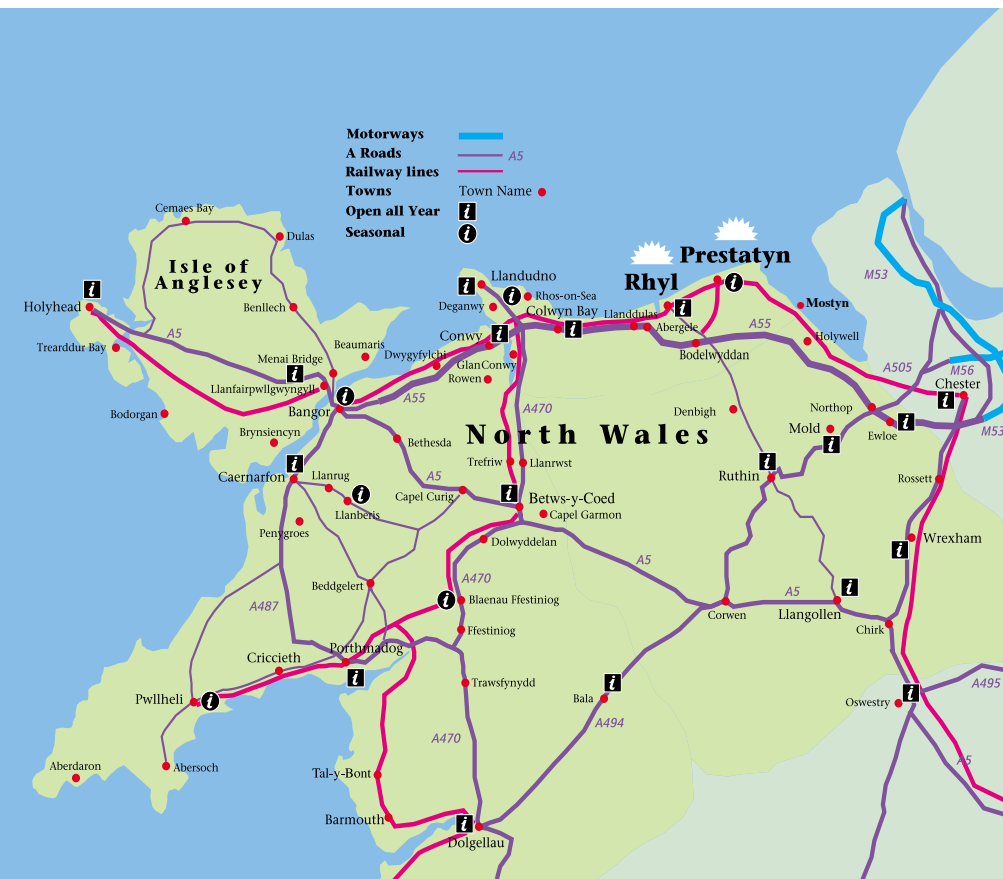 Motorways
A Roads A5
Railway lines
Towns Town Name
Open all Year i
Seasonal i
Cemaes Bay
Dulas
Isle of
Anglesey
Holyhead
i
Benllech
A5
Trearddur Bay
Menai Bridge
i
Beaumaris
Llanfairpwllgwyngyll
Bangor
i
Bodorgan
Brynsiencyn
Dwygyfylchi
A55
Llandudno
i
i
Rhos-on-Sea
Deganwy
Colwyn Bay
i
Conwy
i
GlanConwy
Rowen
Llanddulas
Abergele
Rhyl
i
Prestatyn
i
Mostyn
A55
Bodelwyddan
Holywell
M53
A505
M56
Chester
i
M53
Northop
Ewloe
i
Mold
i
Denbigh
A470
North Wales
Bethesda
Trefriw
Llanrwst
Caernarfon
i
Llanrug
i
Llanberis
A5
Capel Curig
i
Betws-y-Coed
Capel Garmon
Ruthin
i
Rossett
Penygroes
Dolwyddelan
Wrexham
i
A5
Beddgelert
A470
A487
i
Blaenau Ffestiniog
Ffestiniog
A5
Corwen
Llangollen
i
Chirk
Criccieth
Porthmadog
i
Trawsfynydd
Pwllheli
i
Bala
i
A494
Oswestry
i
A495
A470
A5
Aberdaron
Abersoch
Tal-y-Bont
Barmouth
i
Dolgellau